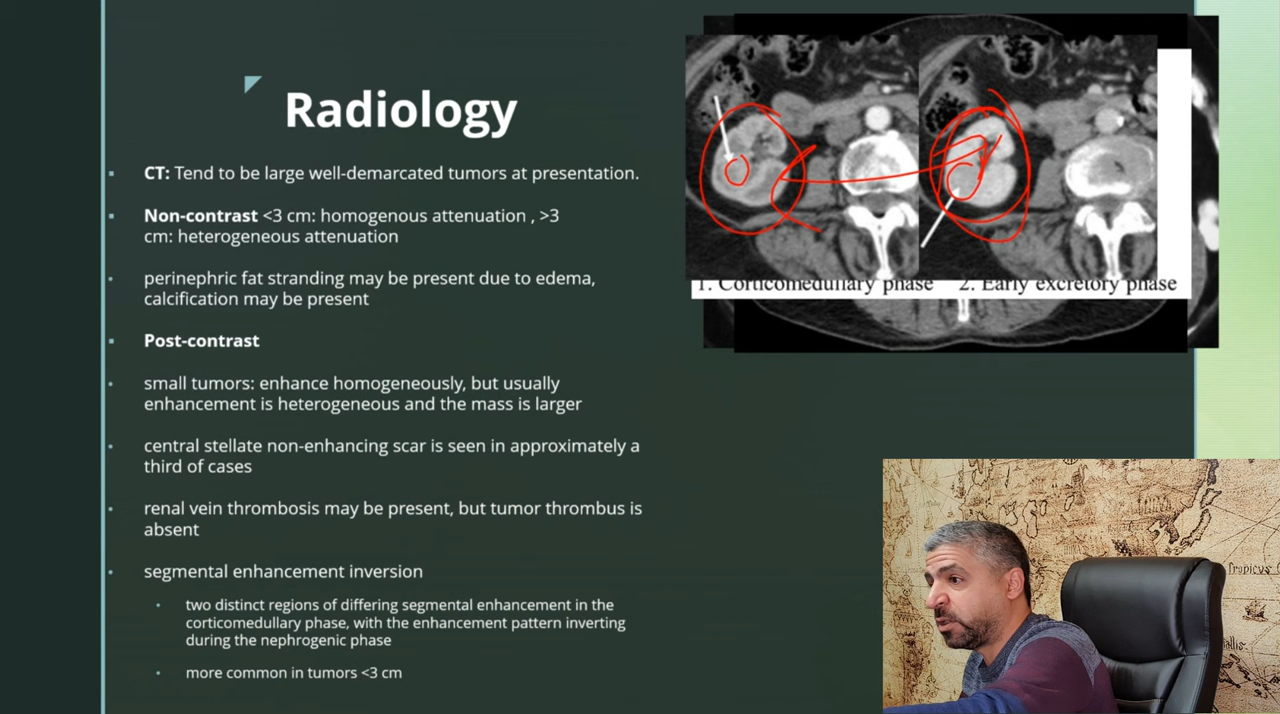 Radiology
CT: Tend to be large well-demarcated tumors at presentation.
Non-contrast <3 cm: homogenous attenuation , >3
cm: heterogeneous attenuation
perinephric fat stranding may be present due to edema,
calcification may be present
Post-contrast
small tumors: enhance homogeneously, but usually
enhancement is heterogeneous and the mass is larger
central stellate non-enhancing scar is seen in approximately a
third of cases
renal vein thrombosis may be present, but tumor thrombus is
absent
segmental enhancement inversion
two distinct regions of differing segmental enhancement in the
corticomedullary phase, with the enhancement pattern inverting
during the nephrogenic phase
more common in tumors <3 cm
1. Corticomedullary phase 2. Early excretory phase
Tropicus